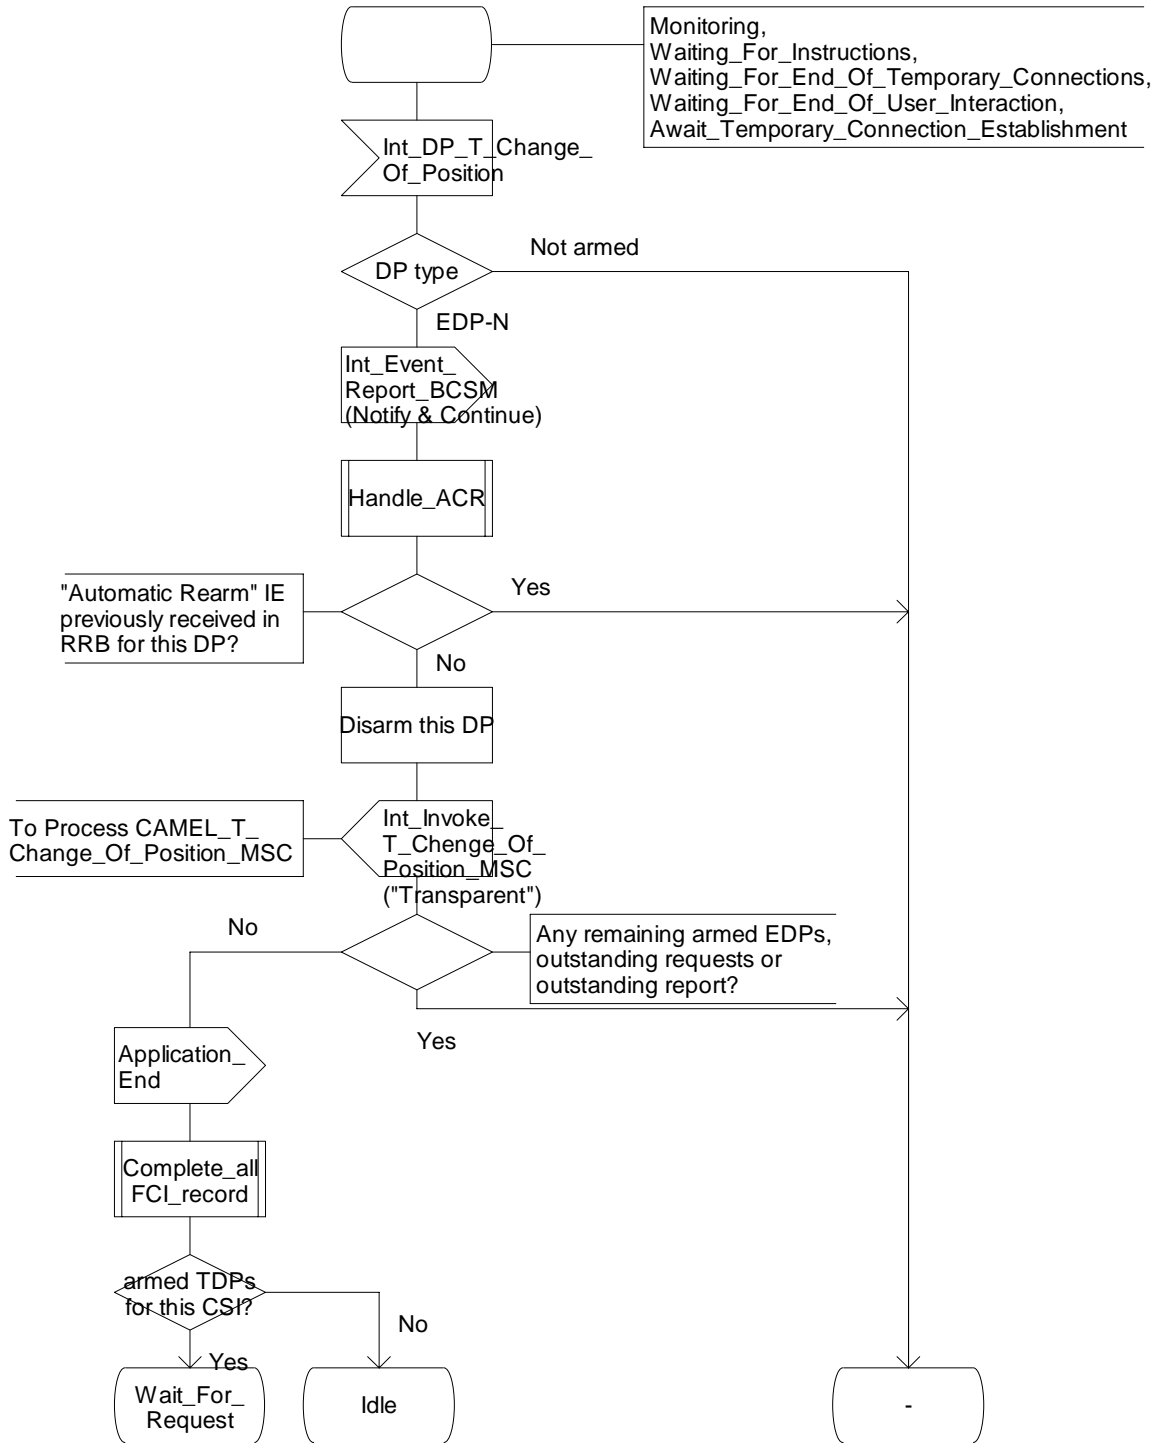 Monitoring,
Waiting_For_Instructions,
Waiting_For_End_Of_Temporary_Connections,
Waiting_For_End_Of_User_Interaction,
Await_Temporary_Connection_Establishment
Int_DP_T_Change_
Of_Position
Not armed
DP type
EDP-N
Int_Event_
Report_BCSM
(Notify & Continue)
Handle_ACR
"Automatic Rearm" IE
previously received in
RRB for this DP?
Yes
No
Disarm this DP
To Process CAMEL_T_
Change_Of_Position_MSC
Int_Invoke_
T_Chenge_Of_
Position_MSC
("Transparent")
No
Any remaining armed EDPs,
outstanding requests or
outstanding report?
Yes
Application_
End
Complete_all
FCI_record
armed TDPs
for this CSI?
No
Yes
Wait_For_
Request
Idle
-